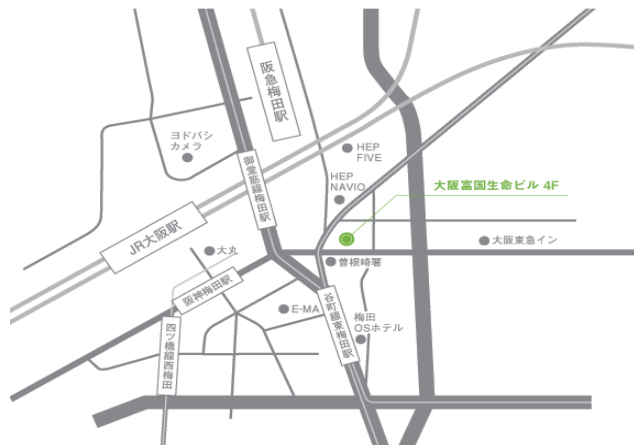 阪急梅田駅
ヨドバシ
カメラ
HEP
FIVE
御堂筋線梅田駅
HEP
NAVIO
大阪富国生命ビル 4F
JR大阪駅
大丸
大阪東急イン
曽根崎署
阪神梅田駅
E-MA
谷町線東梅田駅
梅田
OSホテル
四ツ橋線西梅田